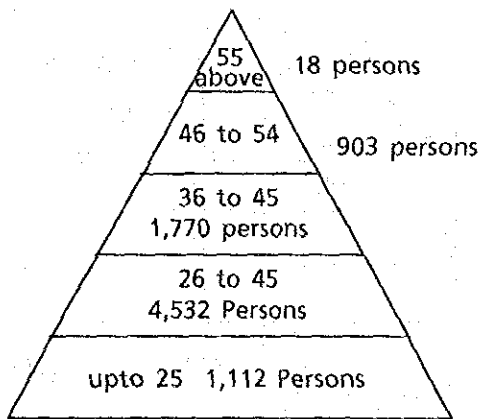 55
above
18 persons
46 to 54
903 persons
36 to 45
1,770 persons
26 to 45
4,532 Persons
upto 25 1,112 Persons